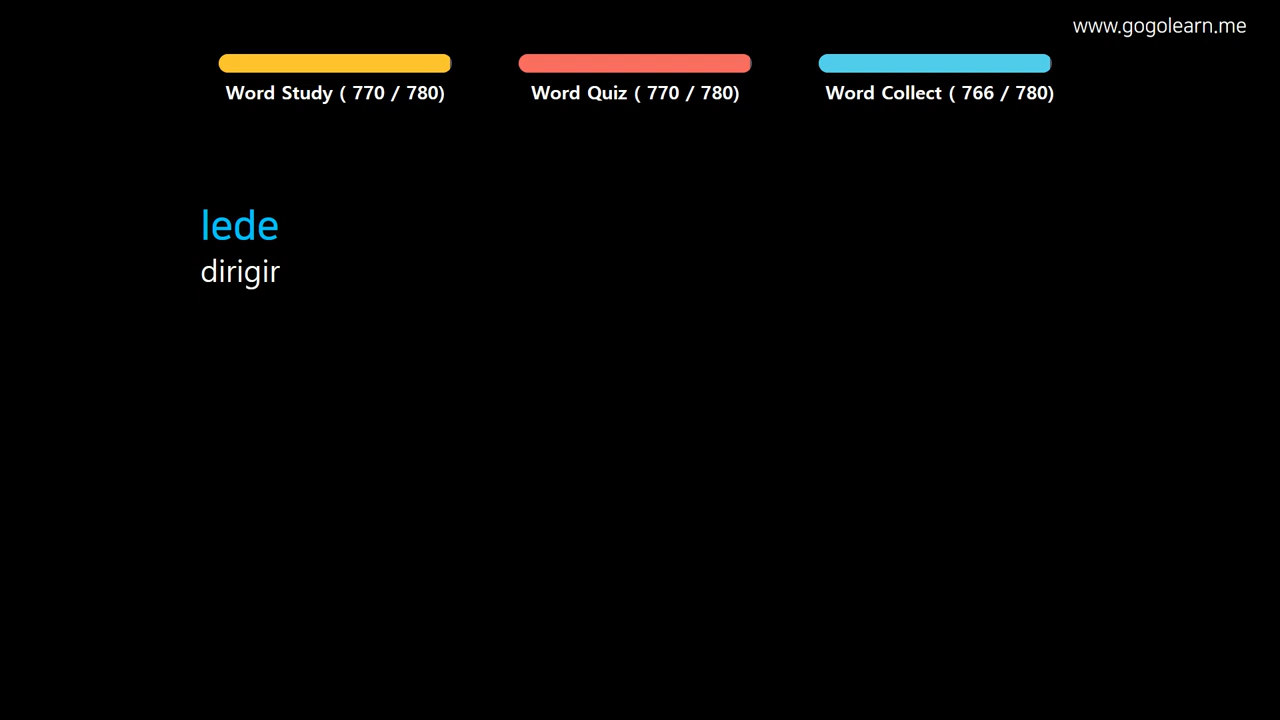 www.gogolearn.me
Word Study ( 770 / 780)
Word Quiz ( 770 / 780)
Word Collect ( 766 / 780)
lede
dirigir